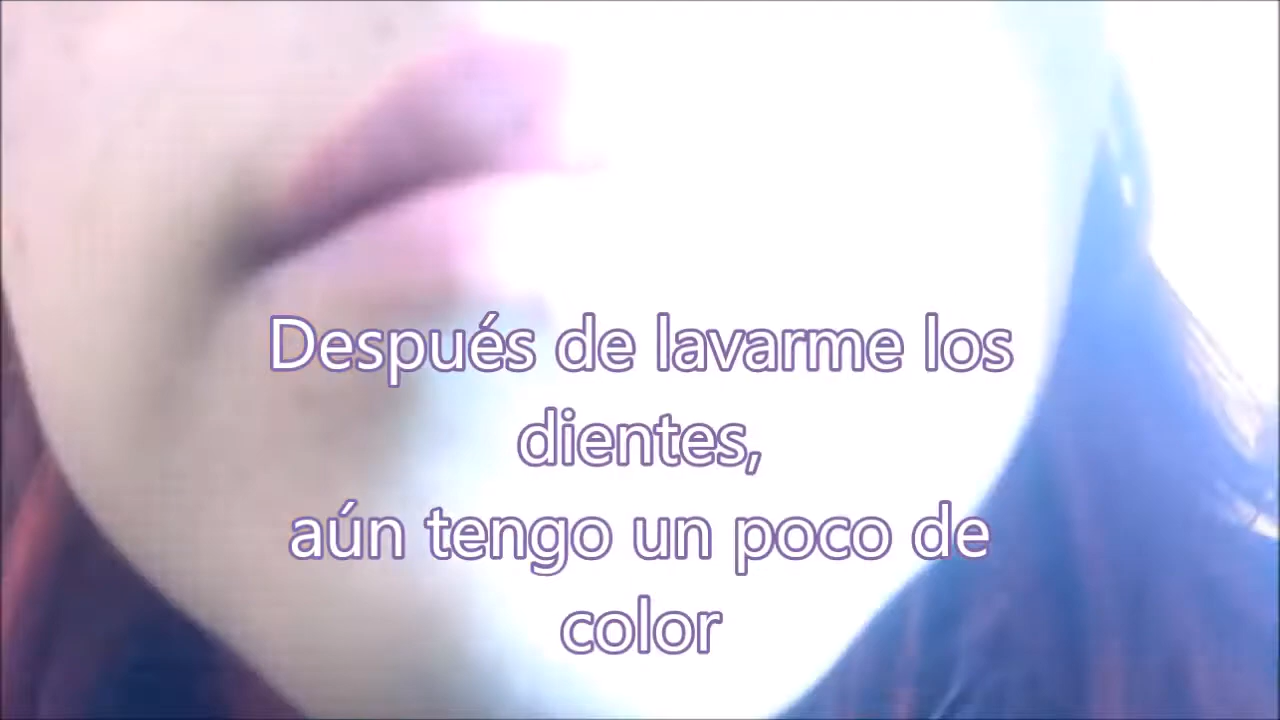 Después de lavarme los
dientes,
aún tengo un poco de
color